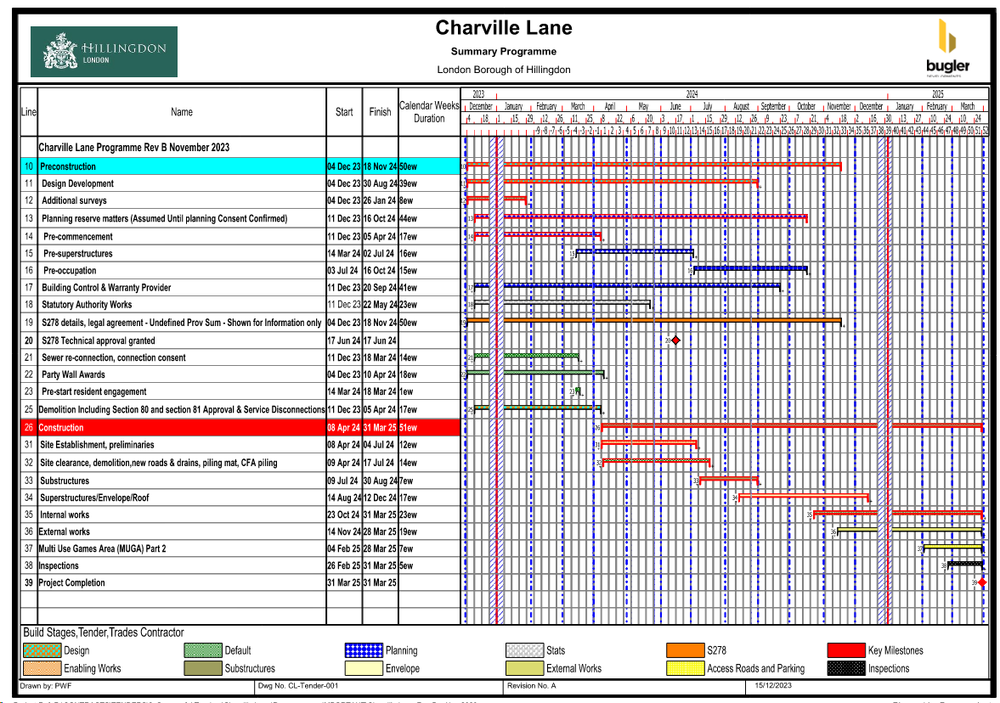 Charville Lane
HILLINGDON
LONDON
Summary Programme
London Borough of Hillingdon
bugler
Line Name Start Finish Calendar Weeks Duration
2023 2024 2025
December January February March April May June July August September October November December January February March
Charville Lane Programme Rev B November 2023
10 Preconstruction 04 Dec 23 18 Nov 24 50ew
11 Design Development 04 Dec 23 30 Aug 24 39ew
12 Additional surveys 04 Dec 23 26 Jan 24 8ew
13 Planning reserve matters (Assumed Until planning Consent Confirmed) 11 Dec 23 16 Oct 24 44ew
14 Pre-commencement 11 Dec 23 05 Apr 24 17ew
15 Pre-superstructures 14 Mar 24 02 Jul 24 16ew
16 Pre-occupation 03 Jul 24 16 Oct 24 15ew
17 Building Control & Warranty Provider 11 Dec 23 20 Sep 24 41ew
18 Statutory Authority Works 11 Dec 23 22 May 24 23ew
19 S278 details, legal agreement - Undefined Prov Sum - Shown for Information only 04 Dec 23 18 Nov 24 50ew
20 S278 Technical approval granted 17 Jun 24 17 Jun 24
21 Sewer re-connection, connection consent 11 Dec 23 18 Mar 24 14ew
22 Party Wall Awards 04 Dec 23 10 Apr 24 18ew
23 Pre-start resident engagement 14 Mar 24 18 Mar 24 1ew
25 Demolition Including Section 80 and section 81 Approval & Service Disconnections 11 Dec 23 05 Apr 24 17ew
26 Construction 08 Apr 24 31 Mar 25 51ew
31 Site Establishment, preliminaries 08 Apr 24 04 Jul 24 12ew
32 Site clearance, demolition,new roads & drains, piling mat, CFA piling 09 Apr 24 17 Jul 24 14ew
33 Substructures 09 Jul 24 30 Aug 24 7ew
34 Superstructures/Envelope/Roof 14 Aug 24 12 Dec 24 17ew
35 Internal works 23 Oct 24 31 Mar 25 23ew
36 External works 14 Nov 24 28 Mar 25 19ew
37 Multi Use Games Area (MUGA) Part 2 04 Feb 25 28 Mar 25 7ew
38 Inspections 26 Feb 25 31 Mar 25 5ew
39 Project Completion 31 Mar 25 31 Mar 25
Build Stages,Tender,Trades Contractor
Design Default Planning Stats S278 Key Milestones
Enabling Works Substructures Envelope External Works Access Roads and Parking Inspections
Drawn by: PWF Dwg No. CL-Tender-001 Revision No. A 15/12/2023